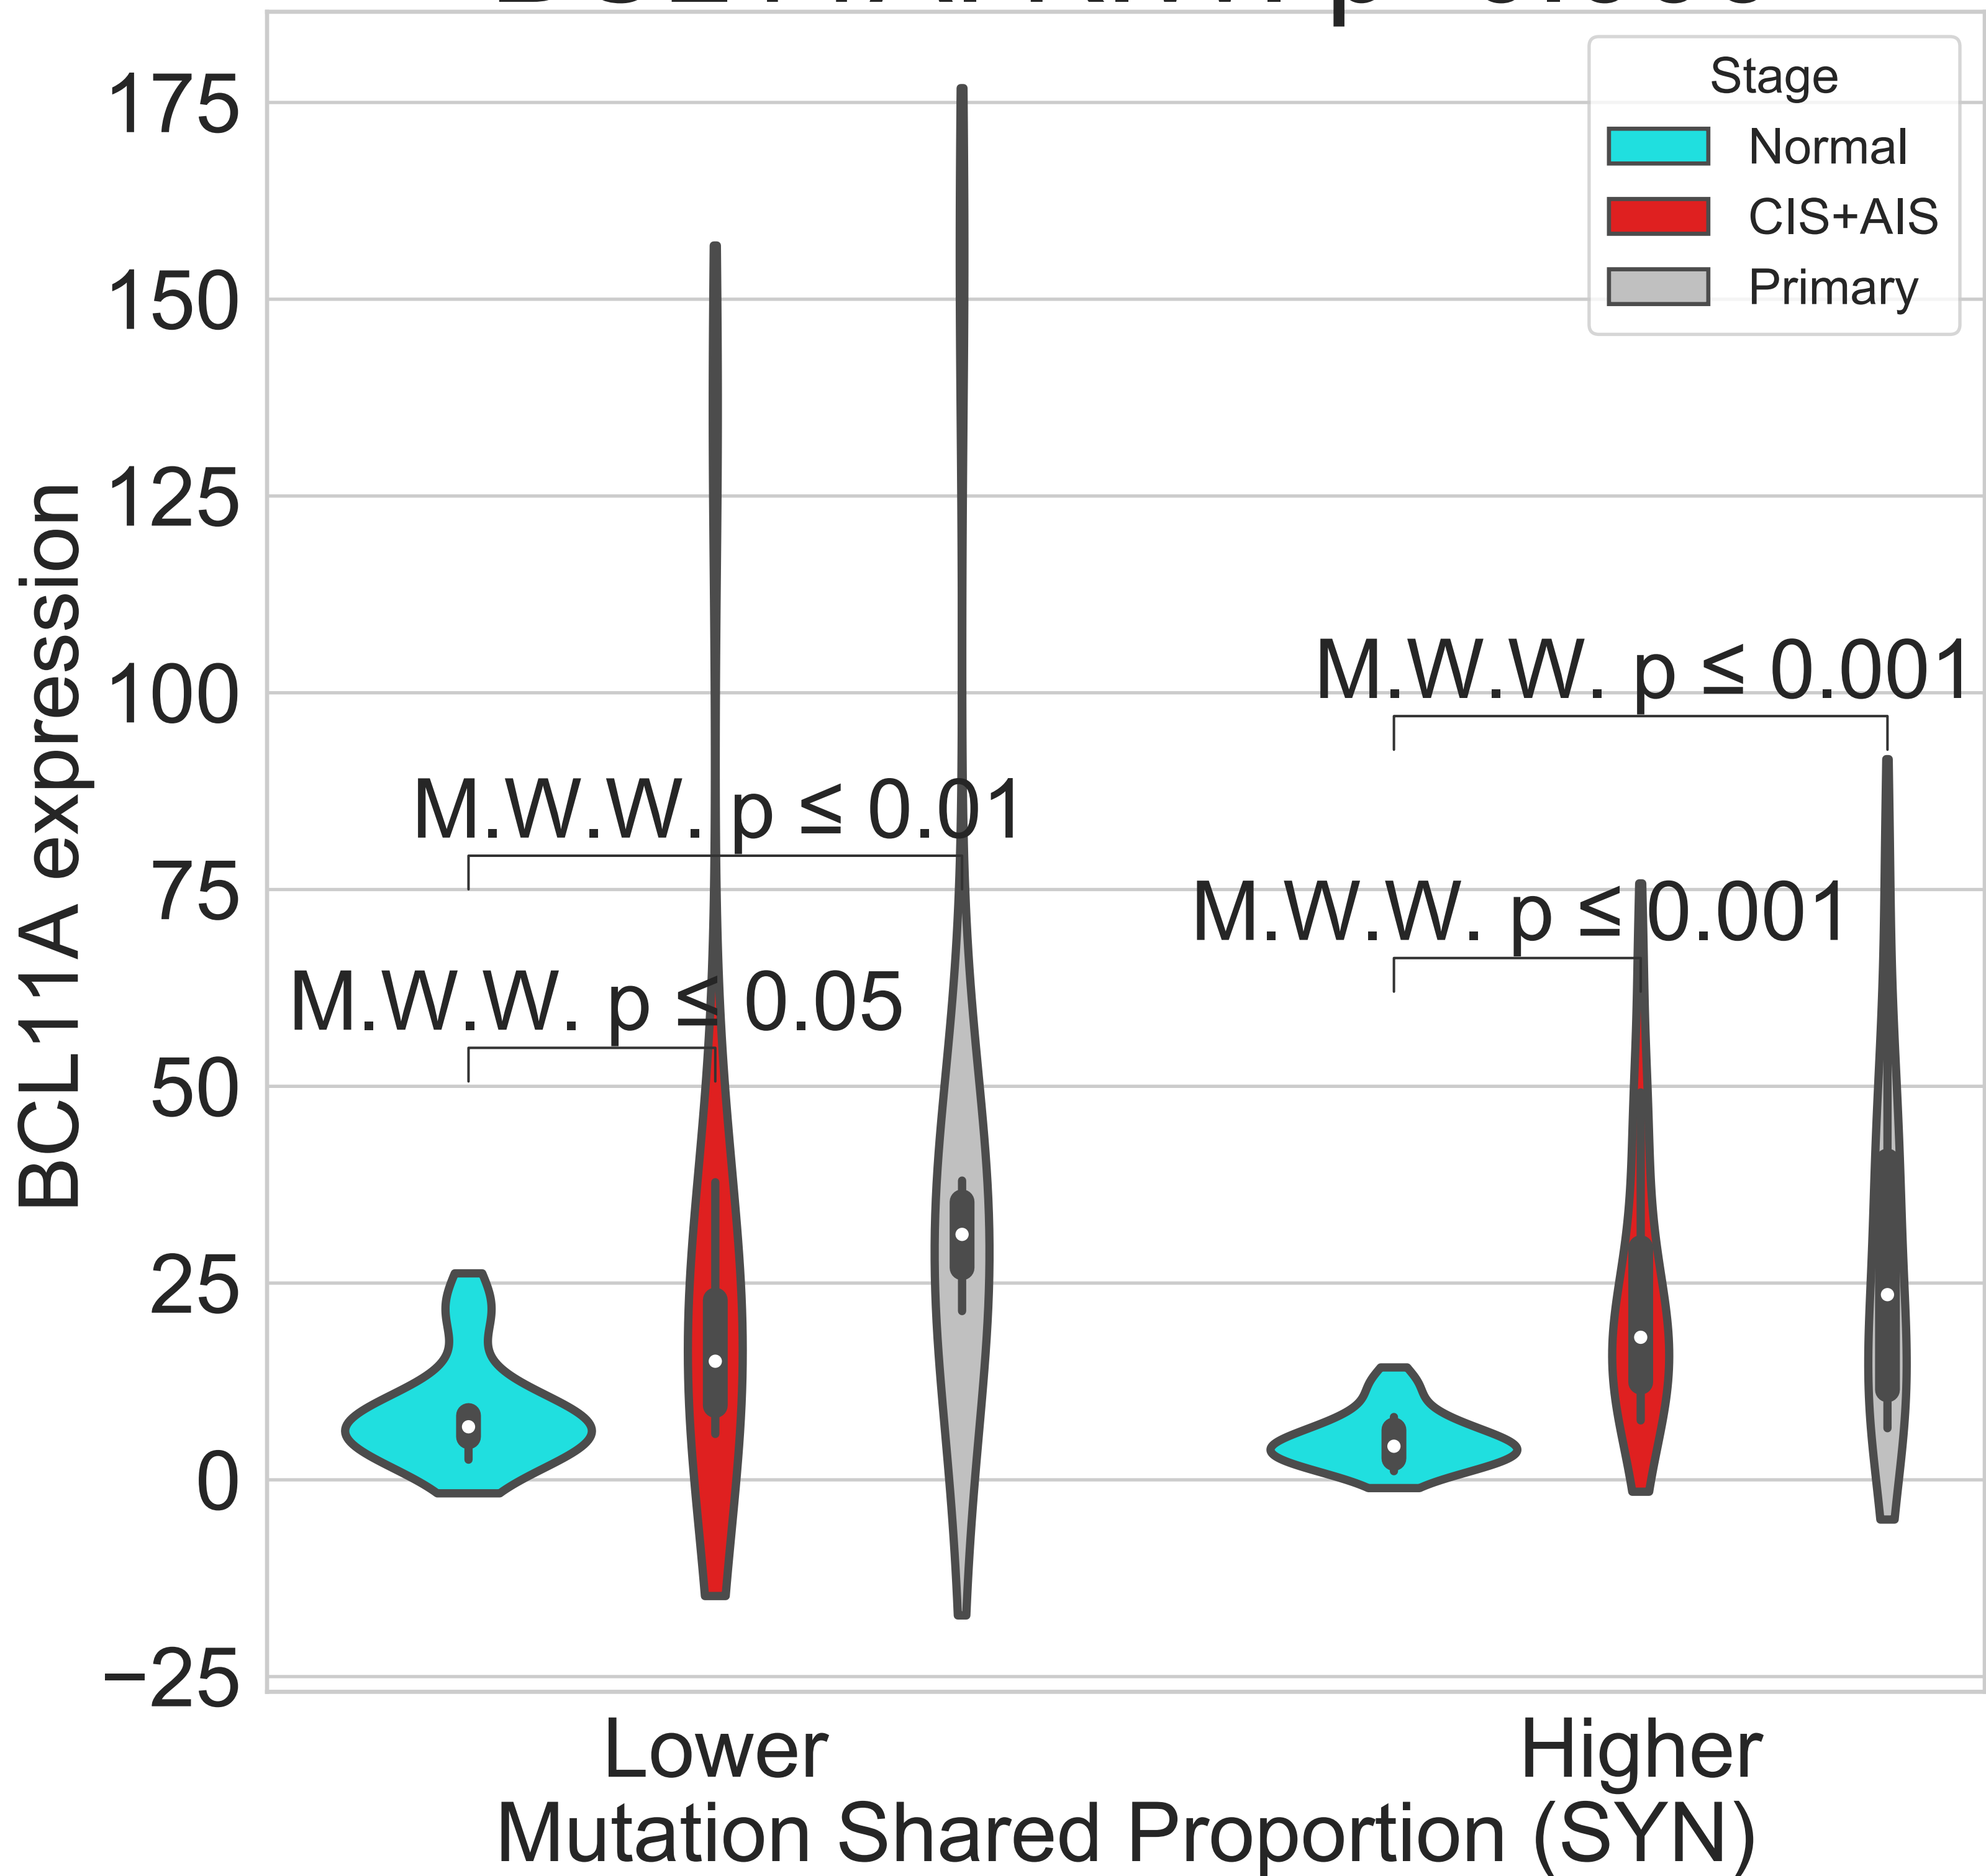 Stage
Normal
CIS+AIS
Primary
175
150
125
100
75
50
25
0
−25
BCL11A expression
M.W.W. p ≤ 0.001
M.W.W. p ≤ 0.01
M.W.W. p ≤ 0.001
M.W.W. p ≤ 0.05
Lower
Higher
Mutation Shared Proportion (SYN)